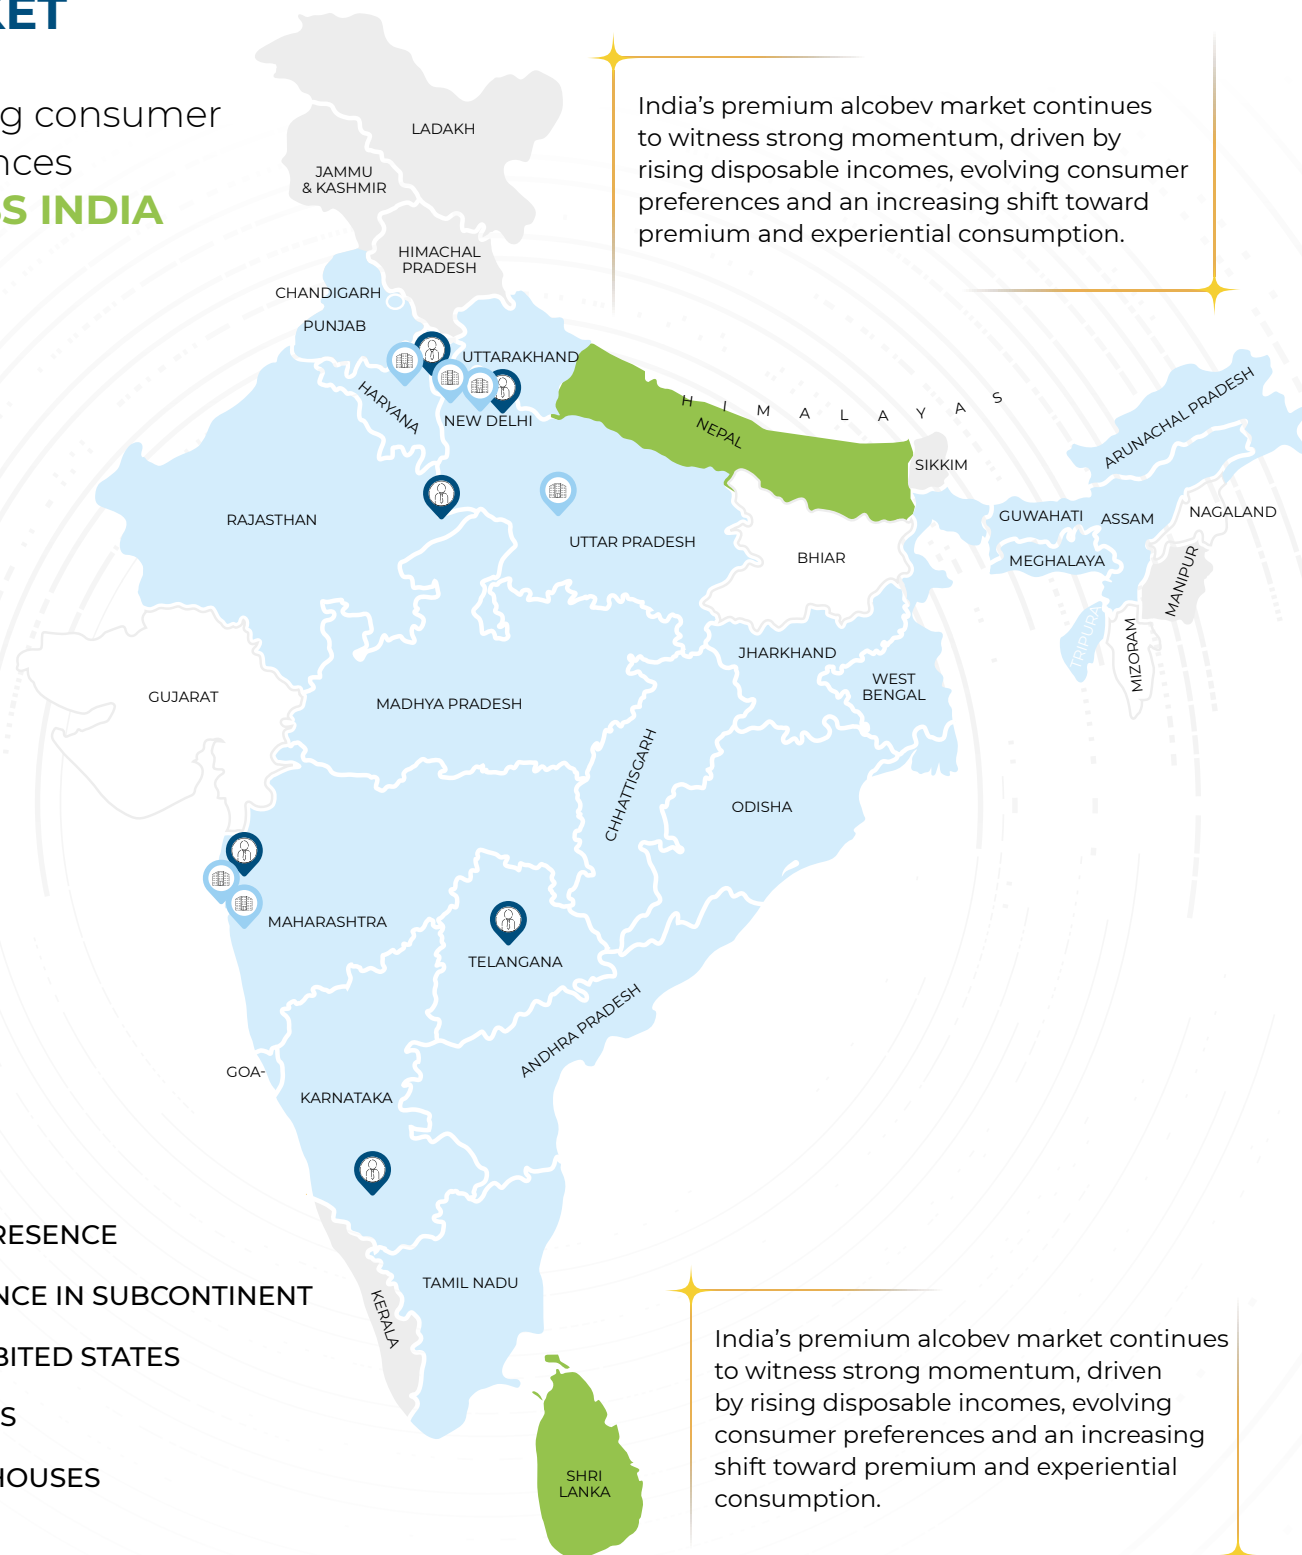 KET
g consumer
nces
SS INDIA
India's premium alcobev market continues
to witness strong momentum, driven by
rising disposable incomes, evolving consumer
preferences and an increasing shift toward
premium and experiential consumption.
LADAKH
JAMMU
& KASHMIR
HIMACHAL
PRADESH
CHANDIGARH
PUNJAB
UTTARAKHAND
HARYANA
NEW DELHI
HIMALAYAS
NEPAL
SIKKIM
ARUNACHAL PRADESH
RAJASTHAN
UTTAR PRADESH
BHIAR
GUWAHATI
ASSAM
NAGALAND
MEGHALAYA
MANIPUR
TRIPURA
MIZORAM
JHARKHAND
WEST
BENGAL
GUJARAT
MADHYA PRADESH
CHHATTISGARH
ODISHA
MAHARASHTRA
TELANGANA
ANDHRA PRADESH
GOA-
KARNATAKA
TAMIL NADU
KERALA
SHRI
LANKA
RESENCE
NCE IN SUBCONTINENT
BITED STATES
S
HOUSES
India's premium alcobev market continues
to witness strong momentum, driven
by rising disposable incomes, evolving
consumer preferences and an increasing
shift toward premium and experiential
consumption.